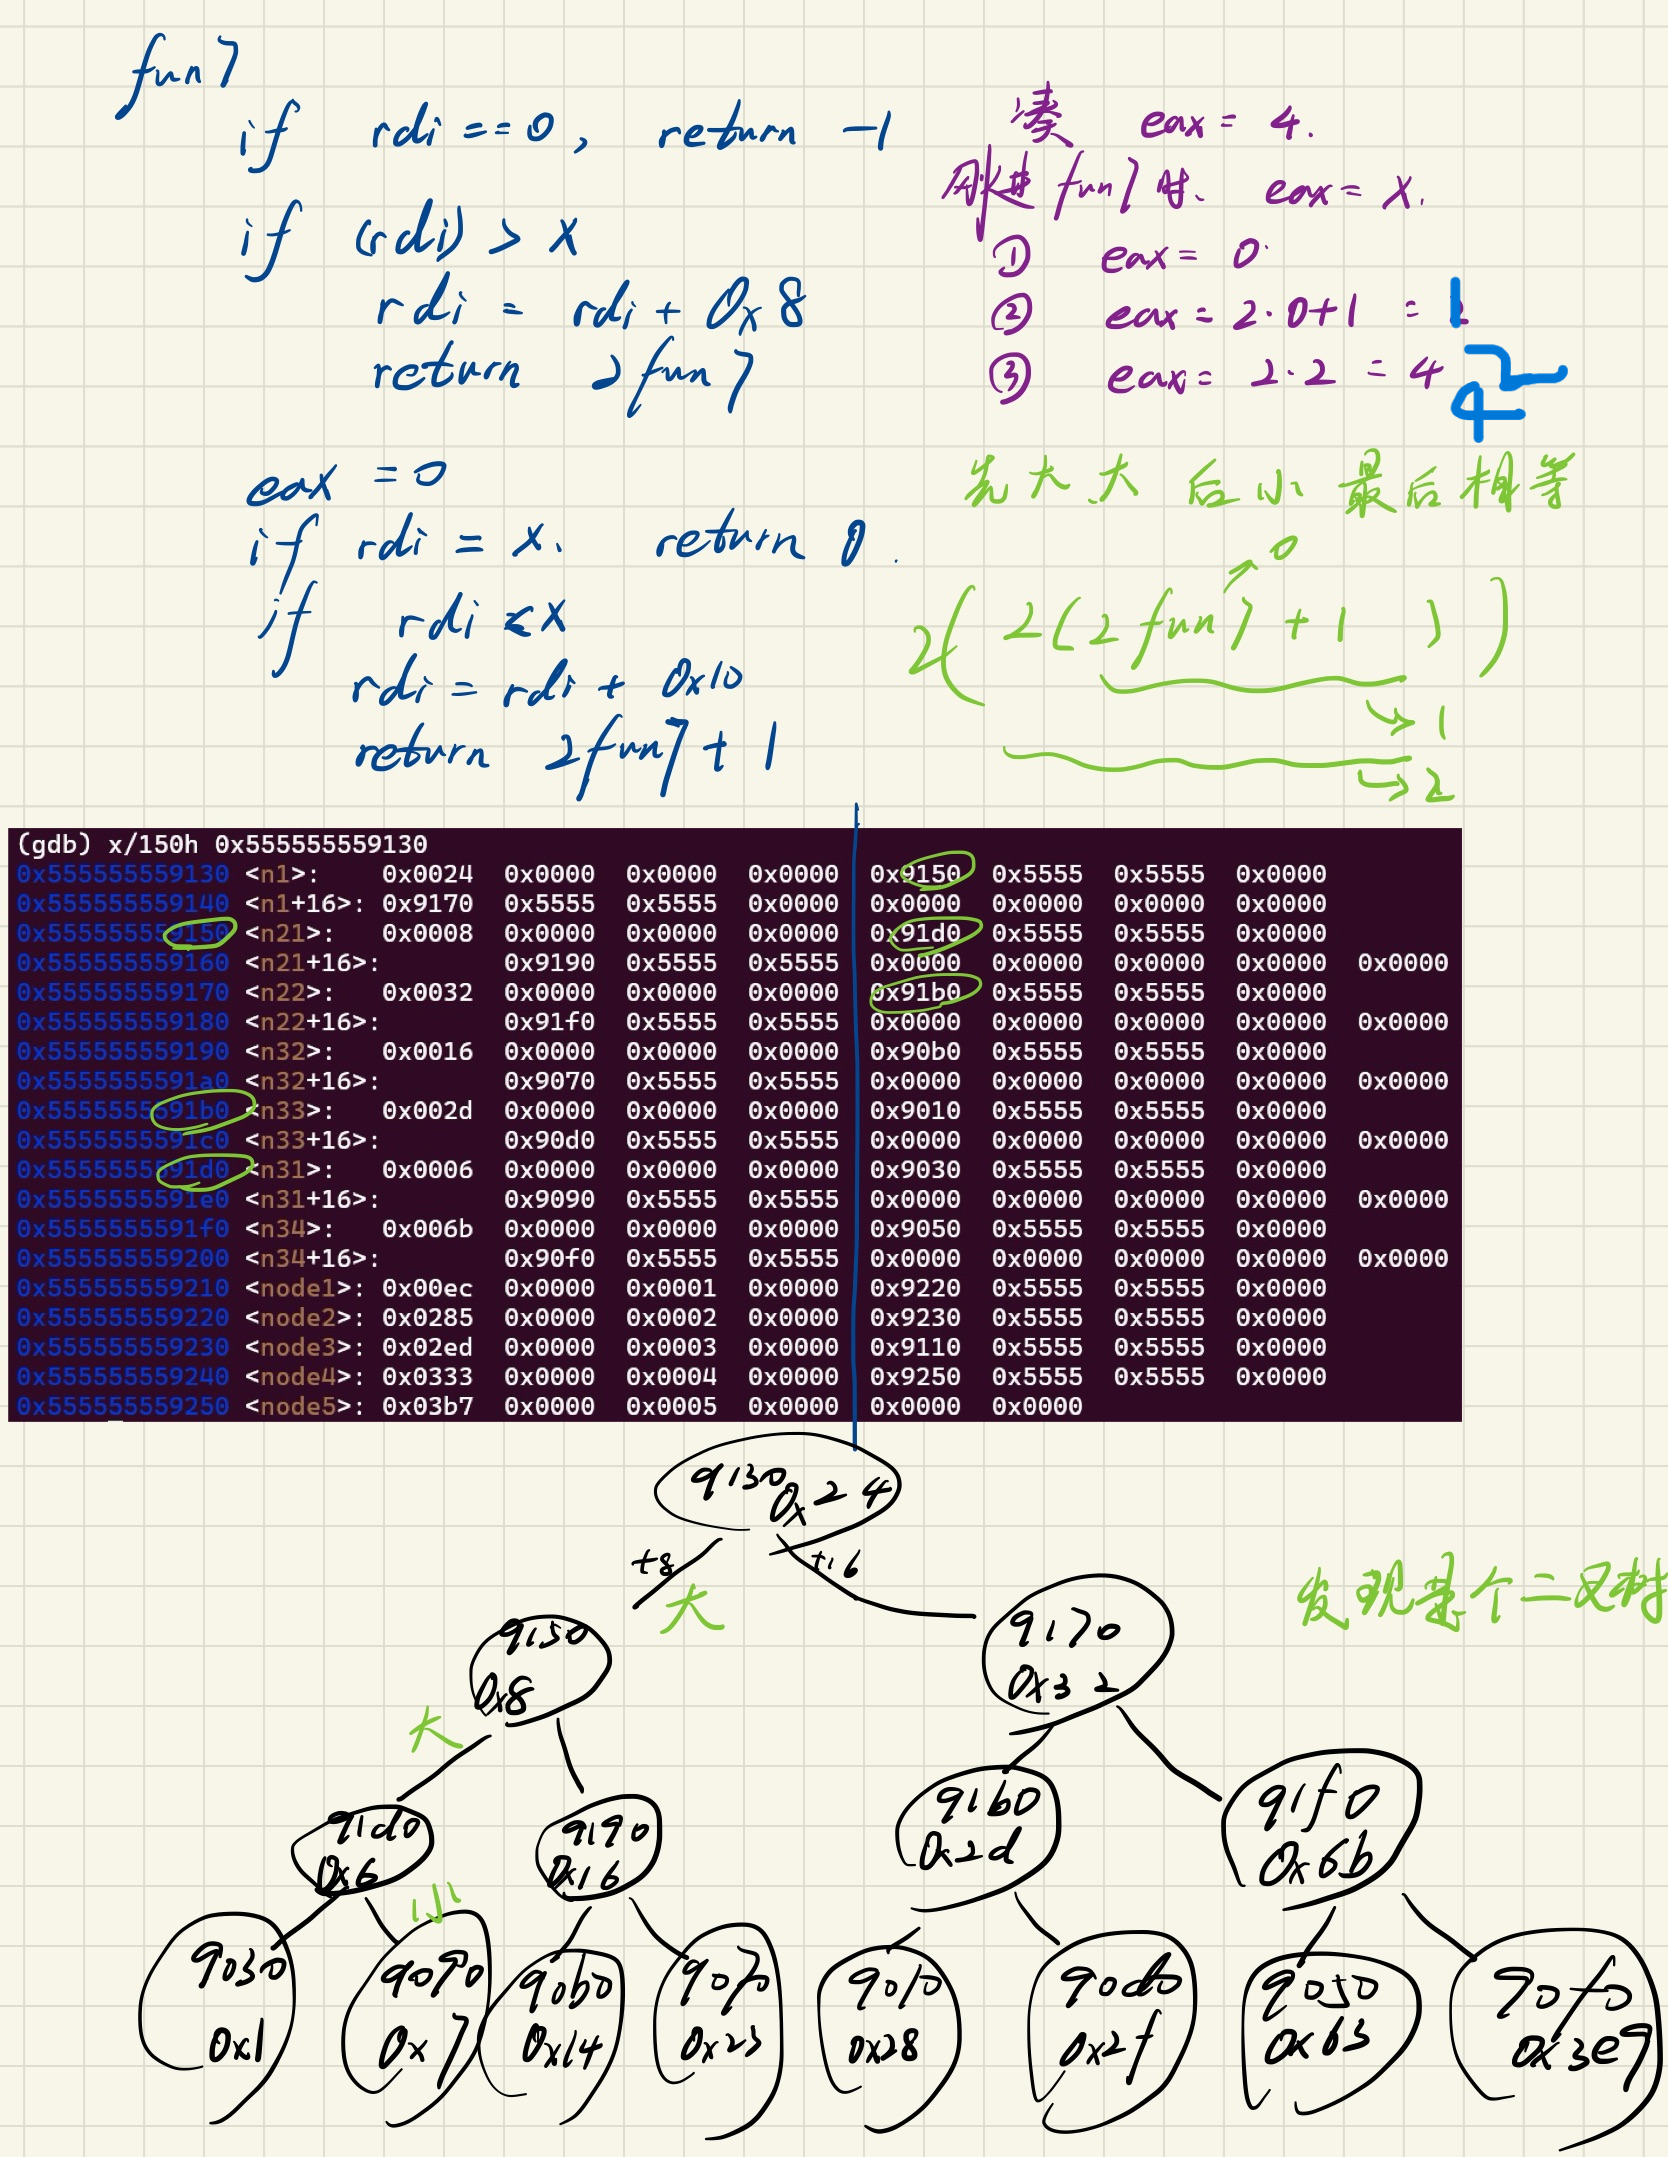 fun7
if rdi == 0, return -1
if (rdi) > x
rdi = rdi + 0x8
return 2fun7
eax = 0
if rdi = x. return 0.
if rdi < x
rdi = rdi + 0x10
return 2fun7 + 1
凑 eax = 4.
刚进 fun7 时. eax = x.
① eax = 0
② eax = 2·0+1 = 1
③ eax = 2·2 = 4 2
4
先大、大 后小 最后相等
0
2( 2(2fun7 + 1 ) )
→ 1
→ 2
(gdb) x/150h 0x555555559130
0x555555559130 <n1>: 0x0024 0x0000 0x0000 0x0000 0x9150 0x5555 0x5555 0x0000
0x555555559140 <n1+16>: 0x9170 0x5555 0x5555 0x0000 0x0000 0x0000 0x0000 0x0000
0x555555559150 <n21>: 0x0008 0x0000 0x0000 0x0000 0x91d0 0x5555 0x5555 0x0000
0x555555559160 <n21+16>: 0x9190 0x5555 0x5555 0x0000 0x0000 0x0000 0x0000 0x0000
0x555555559170 <n22>: 0x0032 0x0000 0x0000 0x0000 0x91b0 0x5555 0x5555 0x0000
0x555555559180 <n22+16>: 0x91f0 0x5555 0x5555 0x0000 0x0000 0x0000 0x0000 0x0000
0x555555559190 <n32>: 0x0016 0x0000 0x0000 0x0000 0x90b0 0x5555 0x5555 0x0000
0x5555555591a0 <n32+16>: 0x9070 0x5555 0x5555 0x0000 0x0000 0x0000 0x0000 0x0000
0x5555555591b0 <n33>: 0x002d 0x0000 0x0000 0x0000 0x9010 0x5555 0x5555 0x0000
0x5555555591c0 <n33+16>: 0x90d0 0x5555 0x5555 0x0000 0x0000 0x0000 0x0000 0x0000
0x5555555591d0 <n31>: 0x0006 0x0000 0x0000 0x0000 0x9030 0x5555 0x5555 0x0000
0x5555555591e0 <n31+16>: 0x9090 0x5555 0x5555 0x0000 0x0000 0x0000 0x0000 0x0000
0x5555555591f0 <n34>: 0x006b 0x0000 0x0000 0x0000 0x9050 0x5555 0x5555 0x0000
0x555555559200 <n34+16>: 0x90f0 0x5555 0x5555 0x0000 0x0000 0x0000 0x0000 0x0000
0x555555559210 <node1>: 0x00ec 0x0000 0x0001 0x0000 0x9220 0x5555 0x5555 0x0000
0x555555559220 <node2>: 0x0285 0x0000 0x0002 0x0000 0x9230 0x5555 0x5555 0x0000
0x555555559230 <node3>: 0x02ed 0x0000 0x0003 0x0000 0x9110 0x5555 0x5555 0x0000
0x555555559240 <node4>: 0x0333 0x0000 0x0004 0x0000 0x9250 0x5555 0x5555 0x0000
0x555555559250 <node5>: 0x03b7 0x0000 0x0005 0x0000 0x0000 0x0000
9130
0x24
+8
+16
大
发现是个二叉树
9150
0x8
9170
0x32
大
91d0
0x6
9190
0x16
91b0
0x2d
91f0
0x6b
小
9030
0x1
9090
0x7
90b0
0x14
9070
0x23
9010
0x28
90d0
0x2f
9050
0x63
90f0
0x3e9